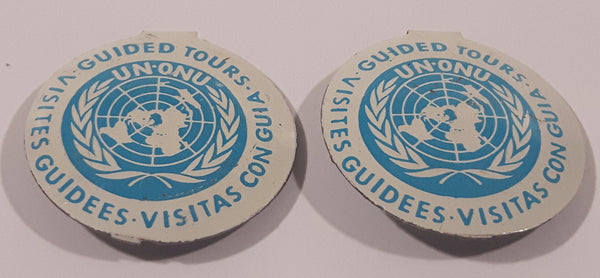 GUIDED TOURS · VISITAS CON GUIA · VISITES GUIDEES ·
UN·ONU
GUIDED TOURS · VISITAS CON GUIA · VISITES GUIDEES ·
UN·ONU